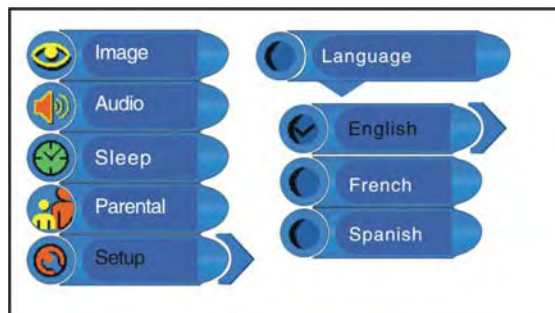 Image
Audio
Sleep
Parental
Setup
Language
English
French
Spanish